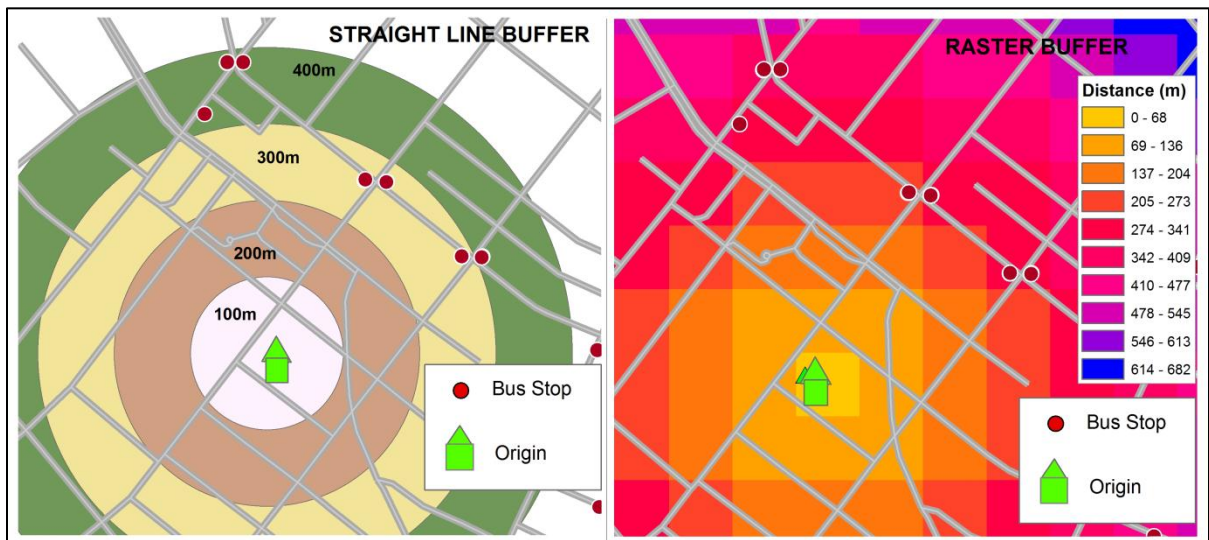 STRAIGHT LINE BUFFER
400m
300m
200m
100m
Bus Stop
Origin
RASTER BUFFER
Distance (m)
0 - 68
69 - 136
137 - 204
205 - 273
274 - 341
342 - 409
410 - 477
478 - 545
546 - 613
614 - 682
Bus Stop
Origin